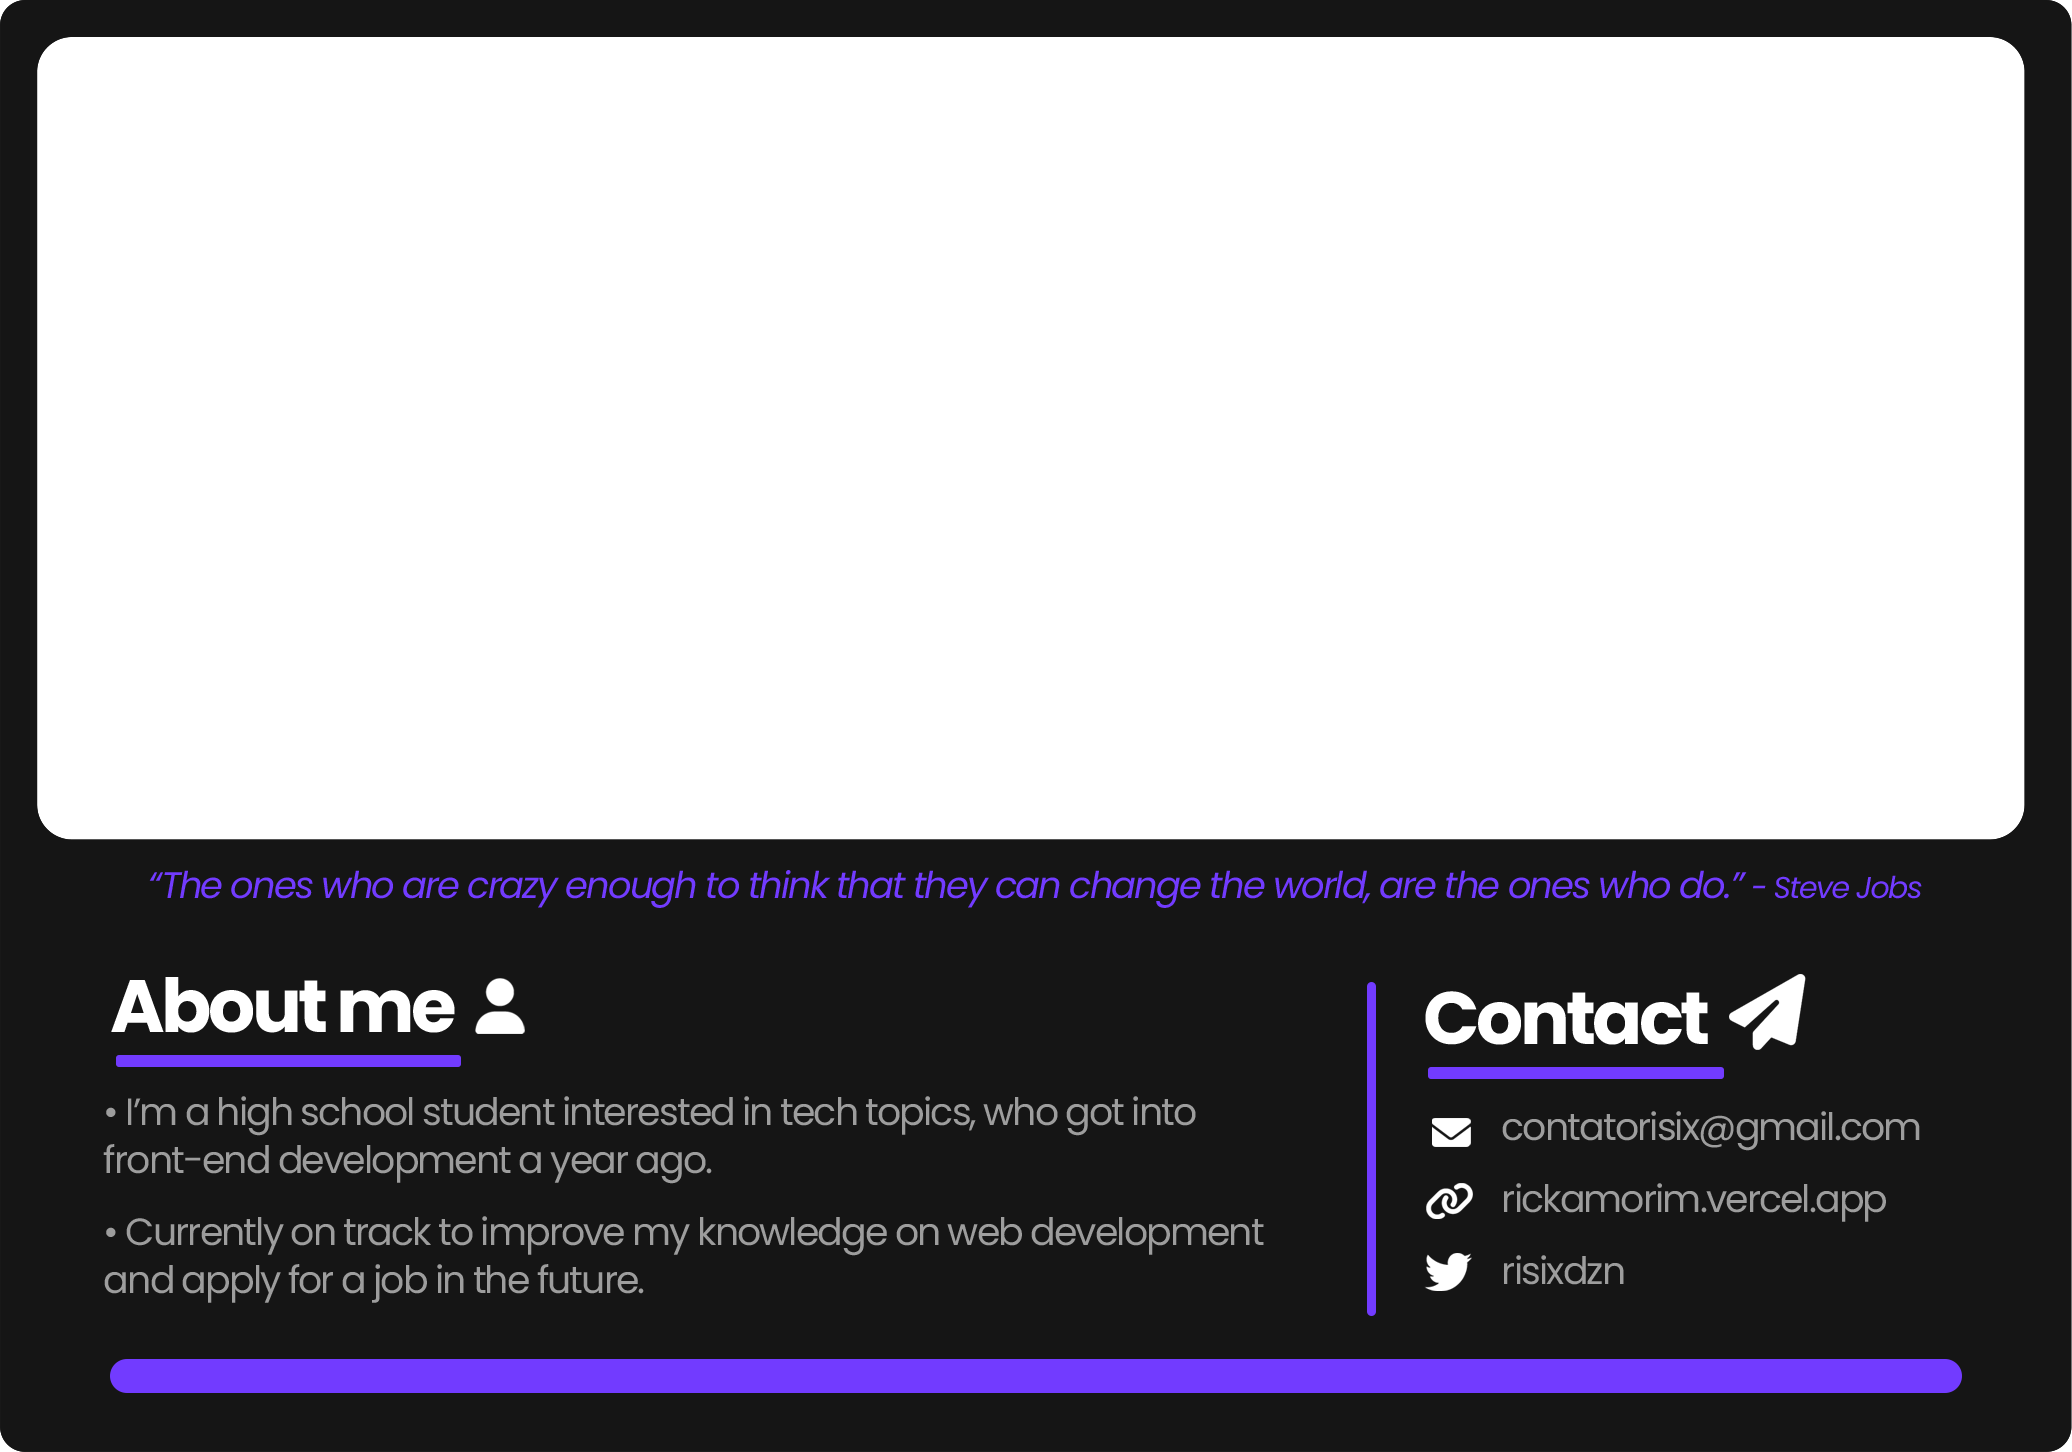 “The ones who are crazy enough to think that they can change the world, are the ones who do.” - Steve Jobs
About me
• I’m a high school student interested in tech topics, who got into
front-end development a year ago.
• Currently on track to improve my knowledge on web development
and apply for a job in the future.
Contact
contatorisix@gmail.com
rickamorim.vercel.app
risixdzn